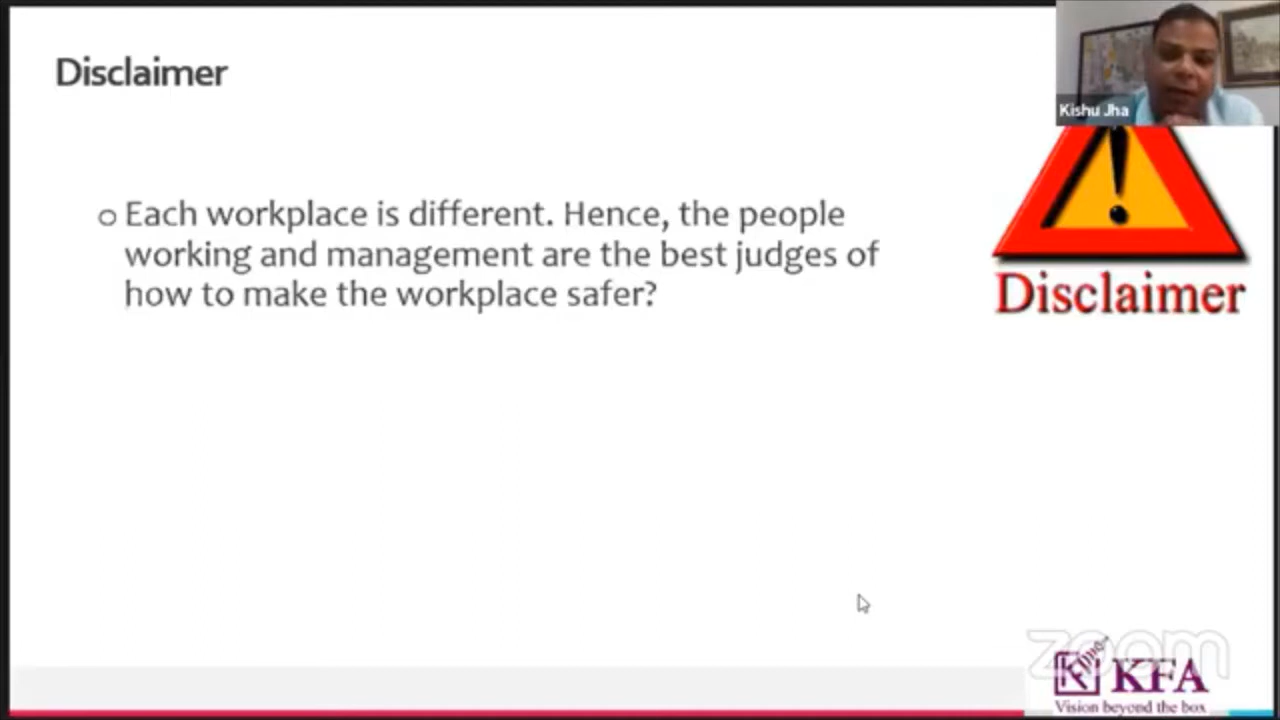 Disclaimer
Kishu Jha
o Each workplace is different. Hence, the people
working and management are the best judges of
how to make the workplace safer?
Disclaimer
zoom
KFA
Vision beyond the box